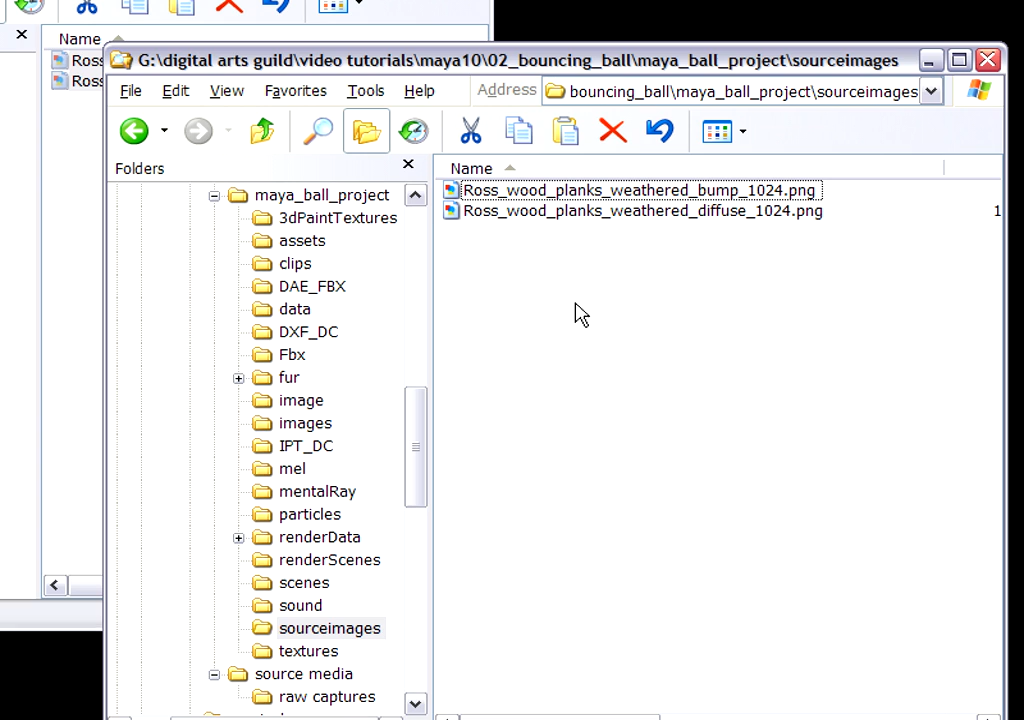 Name
Ross
Ross
G:\digital arts guild\video tutorials\maya10\02_bouncing_ball\maya_ball_project\sourceimages
File Edit View Favorites Tools Help Address bouncing_ball\maya_ball_project\sourceimages
Folders
Name
maya_ball_project
3dPaintTextures
assets
clips
DAE_FBX
data
DXF_DC
Fbx
fur
image
images
IPT_DC
mel
mentalRay
particles
renderData
renderScenes
scenes
sound
sourceimages
textures
source media
raw captures
Ross_wood_planks_weathered_bump_1024.png
Ross_wood_planks_weathered_diffuse_1024.png 1